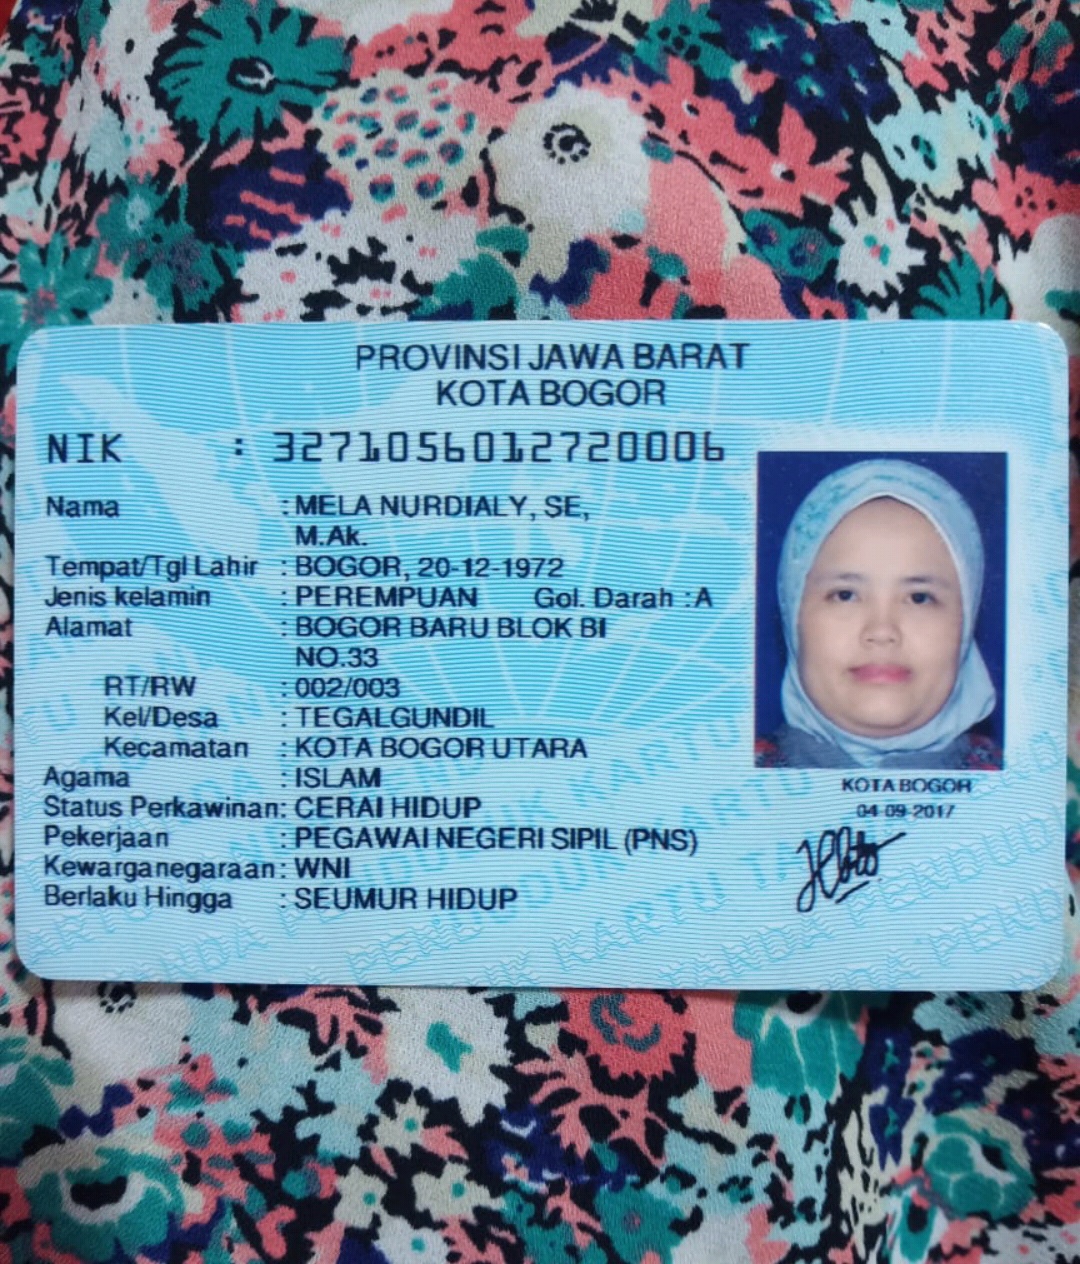 PROVINSI JAWA BARAT
KOTA BOGOR
NIK : 3271056012720006
Nama : MELA NURDIALY, SE,
M.Ak.
Tempat/Tgl Lahir : BOGOR, 20-12-1972
Jenis kelamin : PEREMPUAN Gol. Darah : A
Alamat : BOGOR BARU BLOK BI
NO.33
RT/RW : 002/003
Kel/Desa : TEGALGUNDIL
Kecamatan : KOTA BOGOR UTARA
Agama : ISLAM
Status Perkawinan: CERAI HIDUP
Pekerjaan : PEGAWAI NEGERI SIPIL (PNS)
Kewarganegaraan: WNI
Berlaku Hingga : SEUMUR HIDUP
KOTA BOGOR
04-09-2017